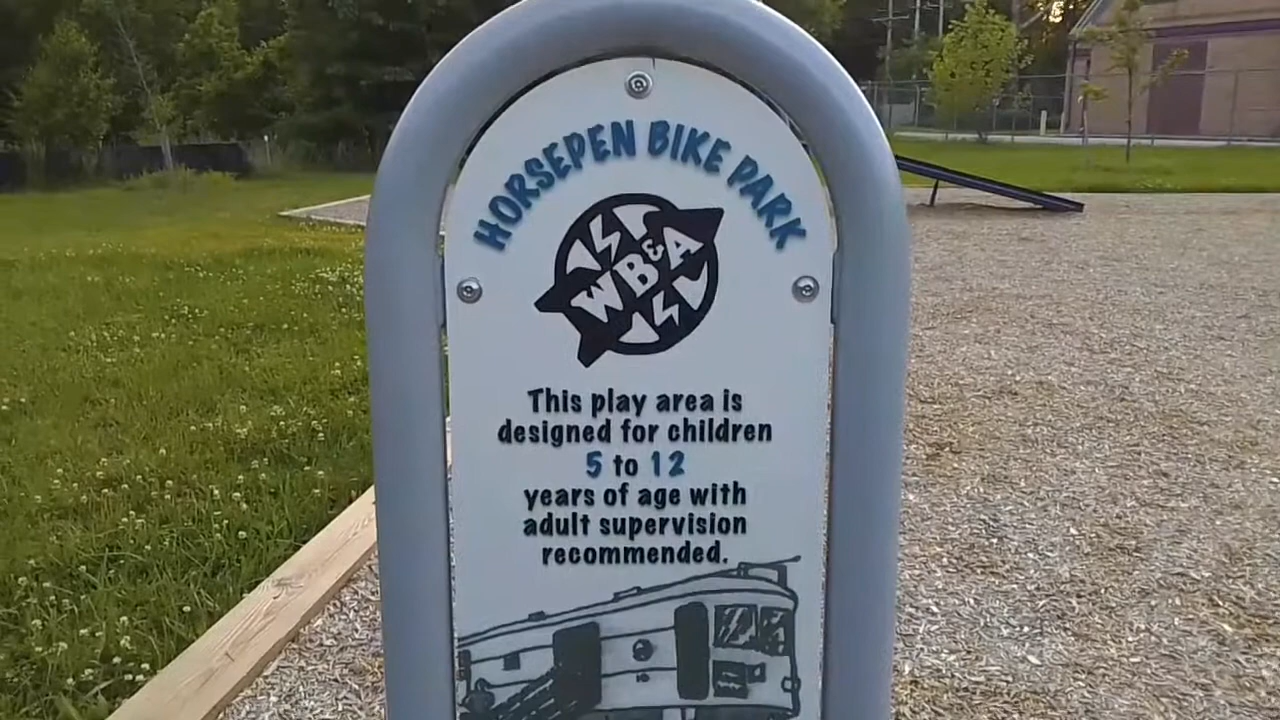 HORSEPEN BIKE PARK
WB&A
This play area is
designed for children
5 to 12
years of age with
adult supervision
recommended.